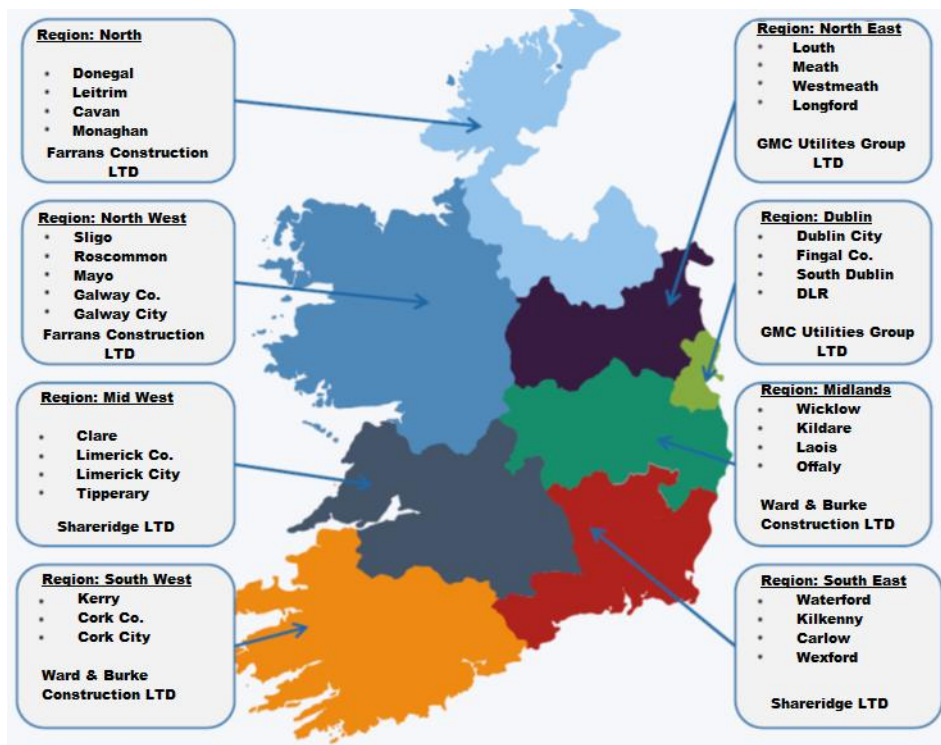 Region: North
Donegal
Leitrim
Cavan
Monaghan
Farrans Construction
LTD
Region: North West
Sligo
Roscommon
Mayo
Galway Co.
Galway City
Farrans Construction
LTD
Region: Mid West
Clare
Limerick Co.
Limerick City
Tipperary
Shareridge LTD
Region: South West
Kerry
Cork Co.
Cork City
Ward & Burke
Construction LTD
Region: North East
Louth
Meath
Westmeath
Longford
GMC Utilites Group
LTD
Region: Dublin
Dublin City
Fingal Co.
South Dublin
DLR
GMC Utilities Group
LTD
Region: Midlands
Wicklow
Kildare
Laois
Offaly
Ward & Burke
Construction LTD
Region: South East
Waterford
Kilkenny
Carlow
Wexford
Shareridge LTD